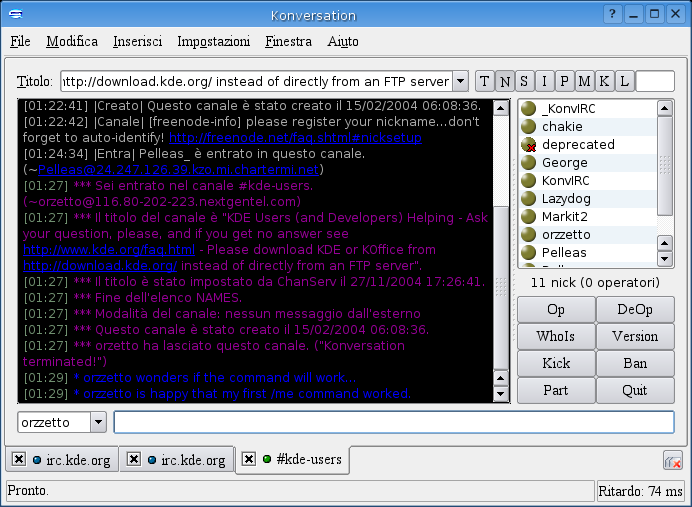 Konversation
File Modifica Inserisci Impostazioni Finestra Aiuto
Titolo: http://download.kde.org/ instead of directly from an FTP server T N S I P M K L
[01:22:41] |Creato| Questo canale è stato creato il 15/02/2004 06:08:36.
[01:22:42] |Canale| [freenode-info] please register your nickname...don't
forget to auto-identify! http://freenode.net/faq.shtml#nicksetup
[01:24:34] |Entra| Pelleas_ è entrato in questo canale.
(~Pelleas@24.247.126.39.kzo.mi.chartermi.net)
[01:27] *** Sei entrato nel canale #kde-users.
(~orzetto@116.80-202-223.nextgentel.com)
[01:27] *** Il titolo del canale è "KDE Users (and Developers) Helping - Ask
your question, please, and if you get no answer see
http://www.kde.org/faq.html - Please download KDE or KOffice from
http://download.kde.org/ instead of directly from an FTP server".
[01:27] *** Il titolo è stato impostato da ChanServ il 27/11/2004 17:26:41.
[01:27] *** Fine dell'elenco NAMES.
[01:27] *** Modalità del canale: nessun messaggio dall'esterno
[01:27] *** Questo canale è stato creato il 15/02/2004 06:08:36.
[01:27] *** orzzetto ha lasciato questo canale. ("Konversation
terminated!")
[01:29] * orzzetto wonders if the command will work...
[01:29] * orzzetto is happy that my first /me command worked.
_KonvIRC
chakie
deprecated
George
KonvIRC
Lazydog
Markit2
orzzetto
Pelleas
11 nick (0 operatori)
Op DeOp
WhoIs Version
Kick Ban
Part Quit
orzzetto
irc.kde.org irc.kde.org #kde-users
Pronto. Ritardo: 74 ms